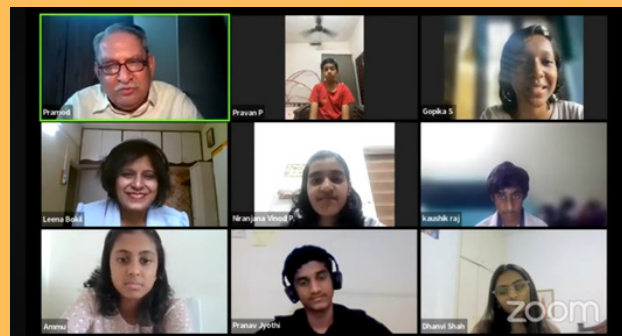 Pramod
Pravan P
Gopika S
Leena Bokil
Niranjana Vinod P.
kaushik raj
Ammu
Pranav Jyothi
Dhanvi Shah
zoom